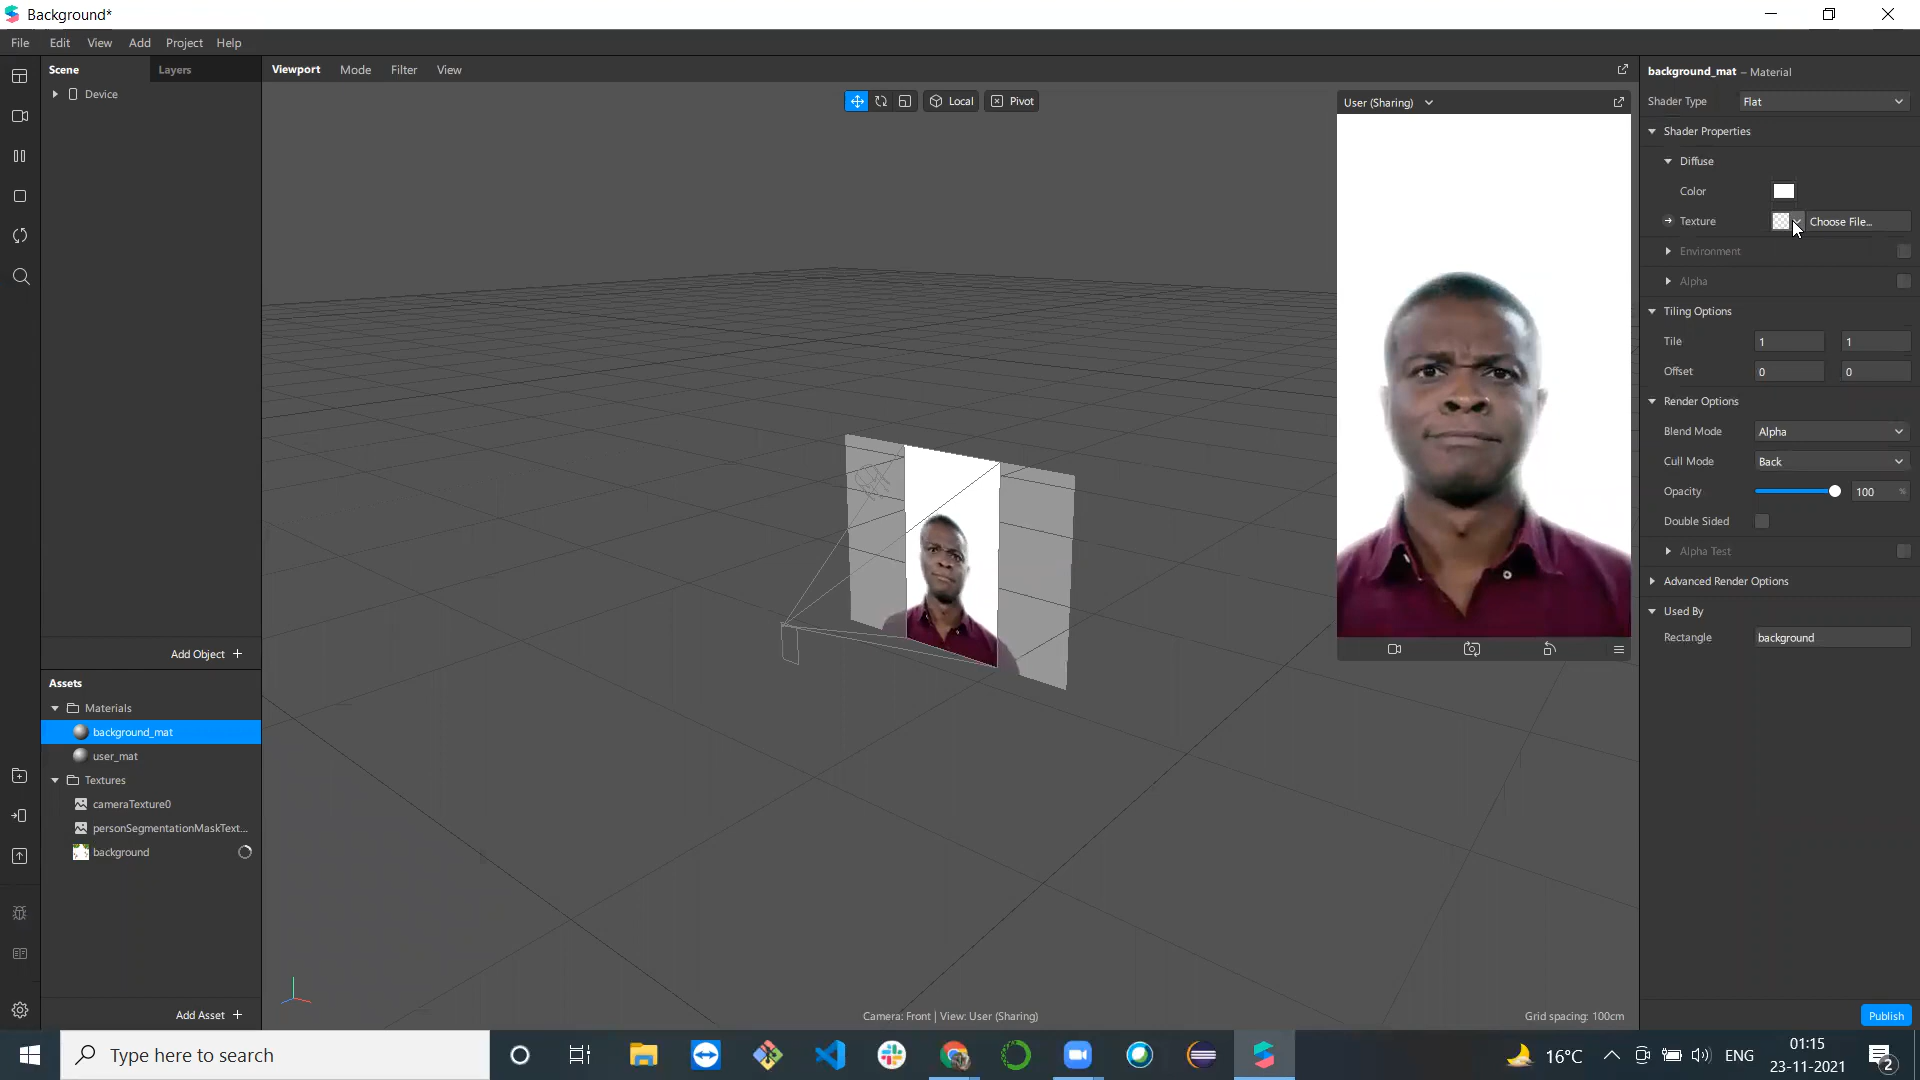 Background*
File Edit View Add Project Help
Scene Layers
Device
Add Object +
Assets
Materials
background_mat
user_mat
Textures
cameraTexture0
personSegmentationMaskText...
background
Add Asset +
Viewport Mode Filter View
Local Pivot
User (Sharing)
Camera: Front | View: User (Sharing)
Grid spacing: 100cm
background_mat – Material
Shader Type Flat
Shader Properties
Diffuse
Color
Texture Choose File...
Environment
Alpha
Tiling Options
Tile 1 1
Offset 0 0
Render Options
Blend Mode Alpha
Cull Mode Back
Opacity 100 %
Double Sided
Alpha Test
Advanced Render Options
Used By
Rectangle background
Publish
Type here to search
16°C
ENG
01:15
23-11-2021
2